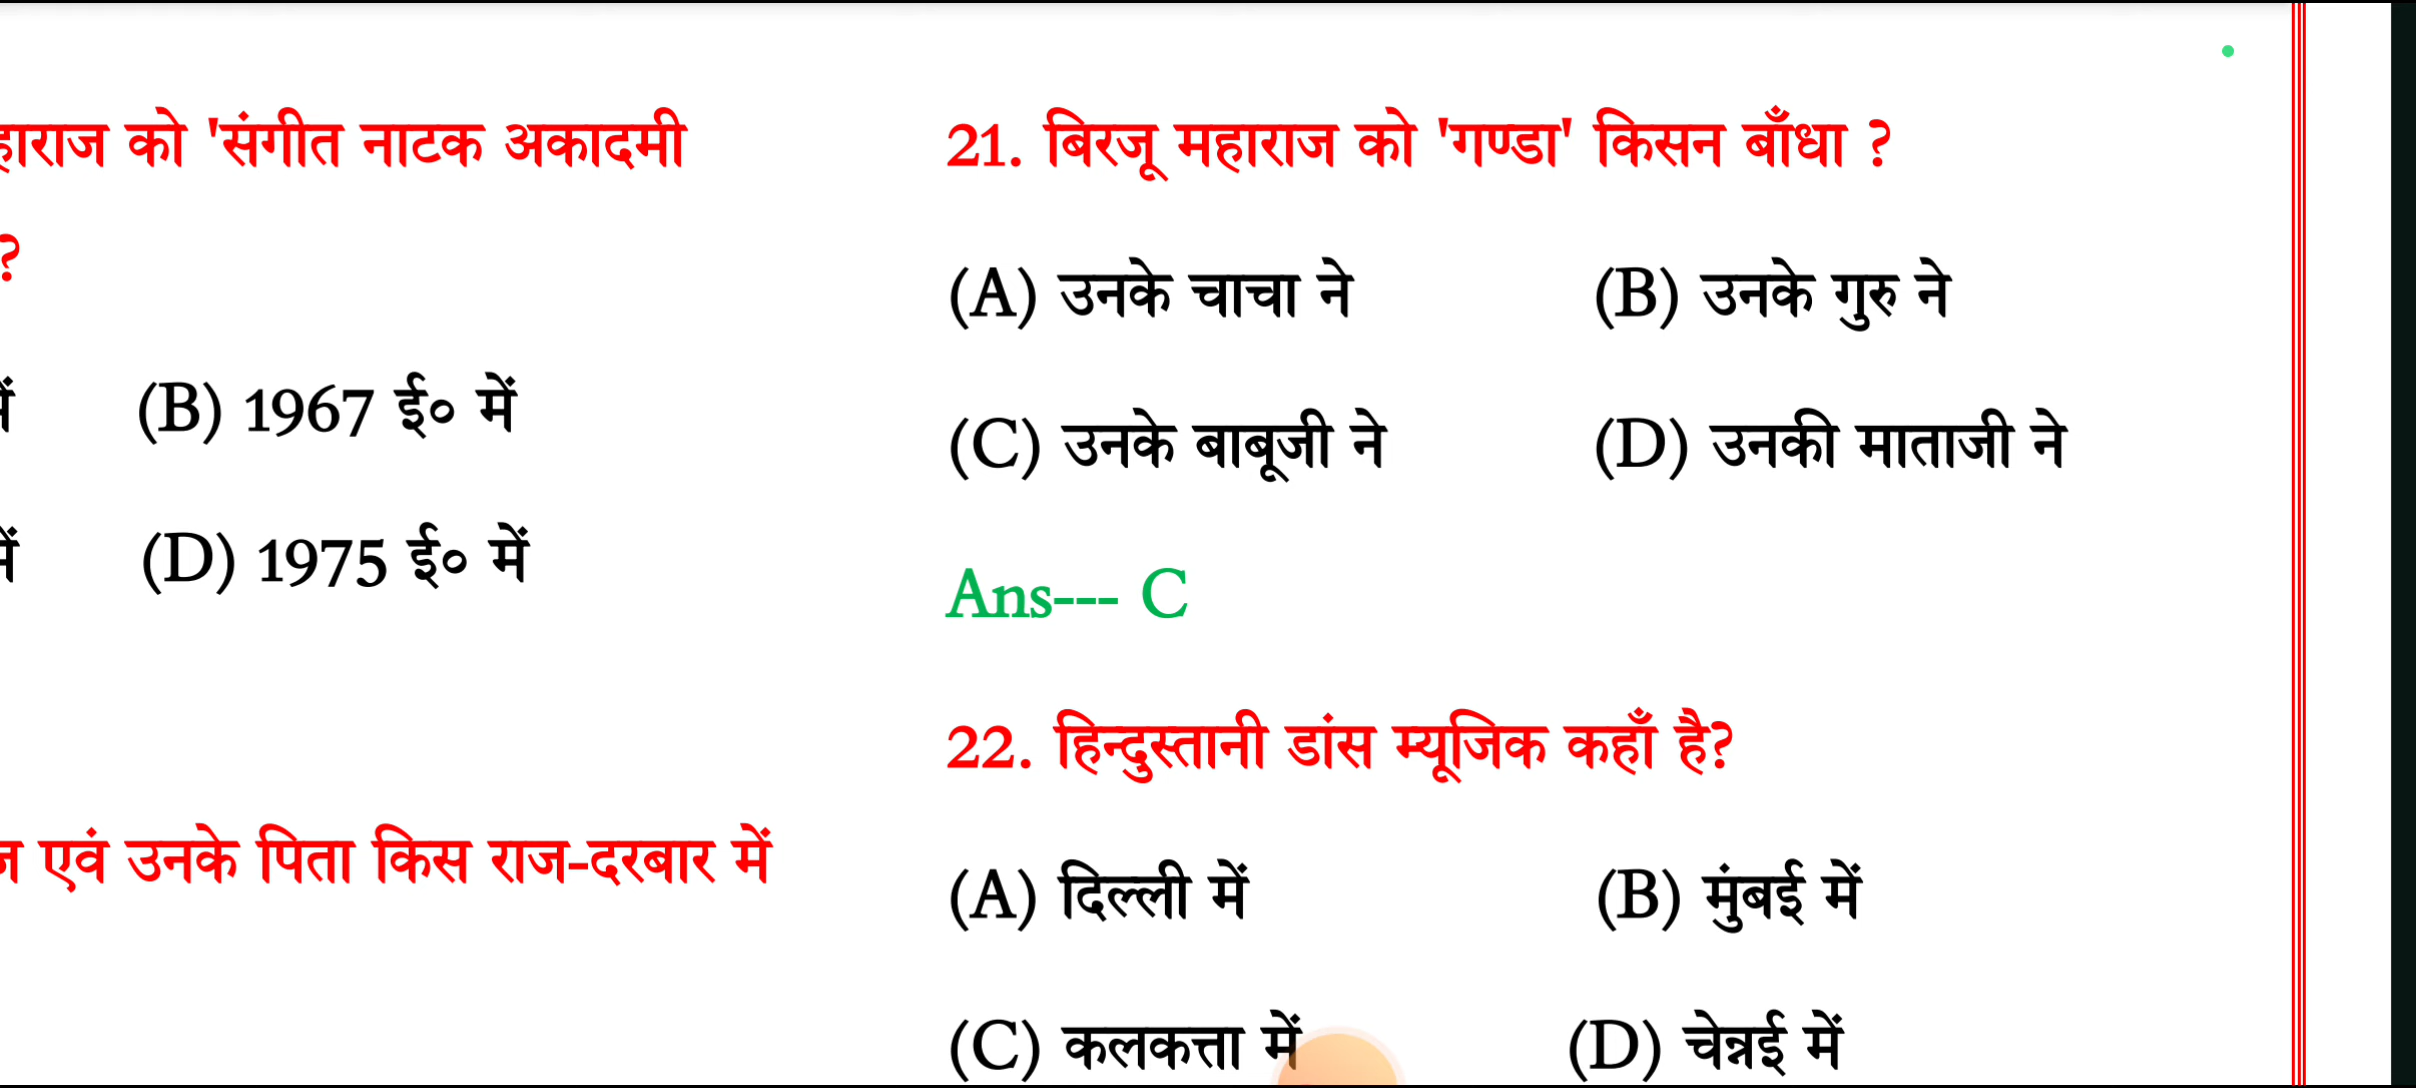 हाराज को 'संगीत नाटक अकादमी
?
में (B) 1967 ई० में
में (D) 1975 ई० में
एवं उनके पिता किस राज-दरबार में
21. बिरजू महाराज को 'गण्डा' किसन बाँधा ?
(A) उनके चाचा ने (B) उनके गुरु ने
(C) उनके बाबूजी ने (D) उनकी माताजी ने
Ans--- C
22. हिन्दुस्तानी डांस म्यूजिक कहाँ है?
(A) दिल्ली में (B) मुंबई में
(C) कलकत्ता में (D) चेन्नई में